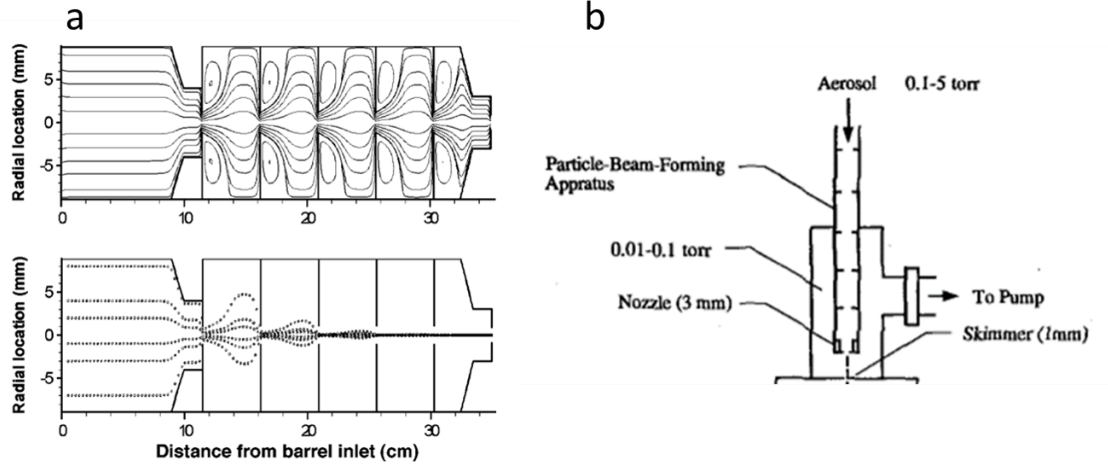 a
b
Radial location (mm)
5
0
-5
0
10
20
30
Radial location (mm)
5
0
-5
0
10
20
30
Distance from barrel inlet (cm)
Aerosol 0.1-5 torr
Particle-Beam-Forming
Appratus
0.01-0.1 torr
Nozzle (3 mm)
To Pump
Skimmer (1mm)